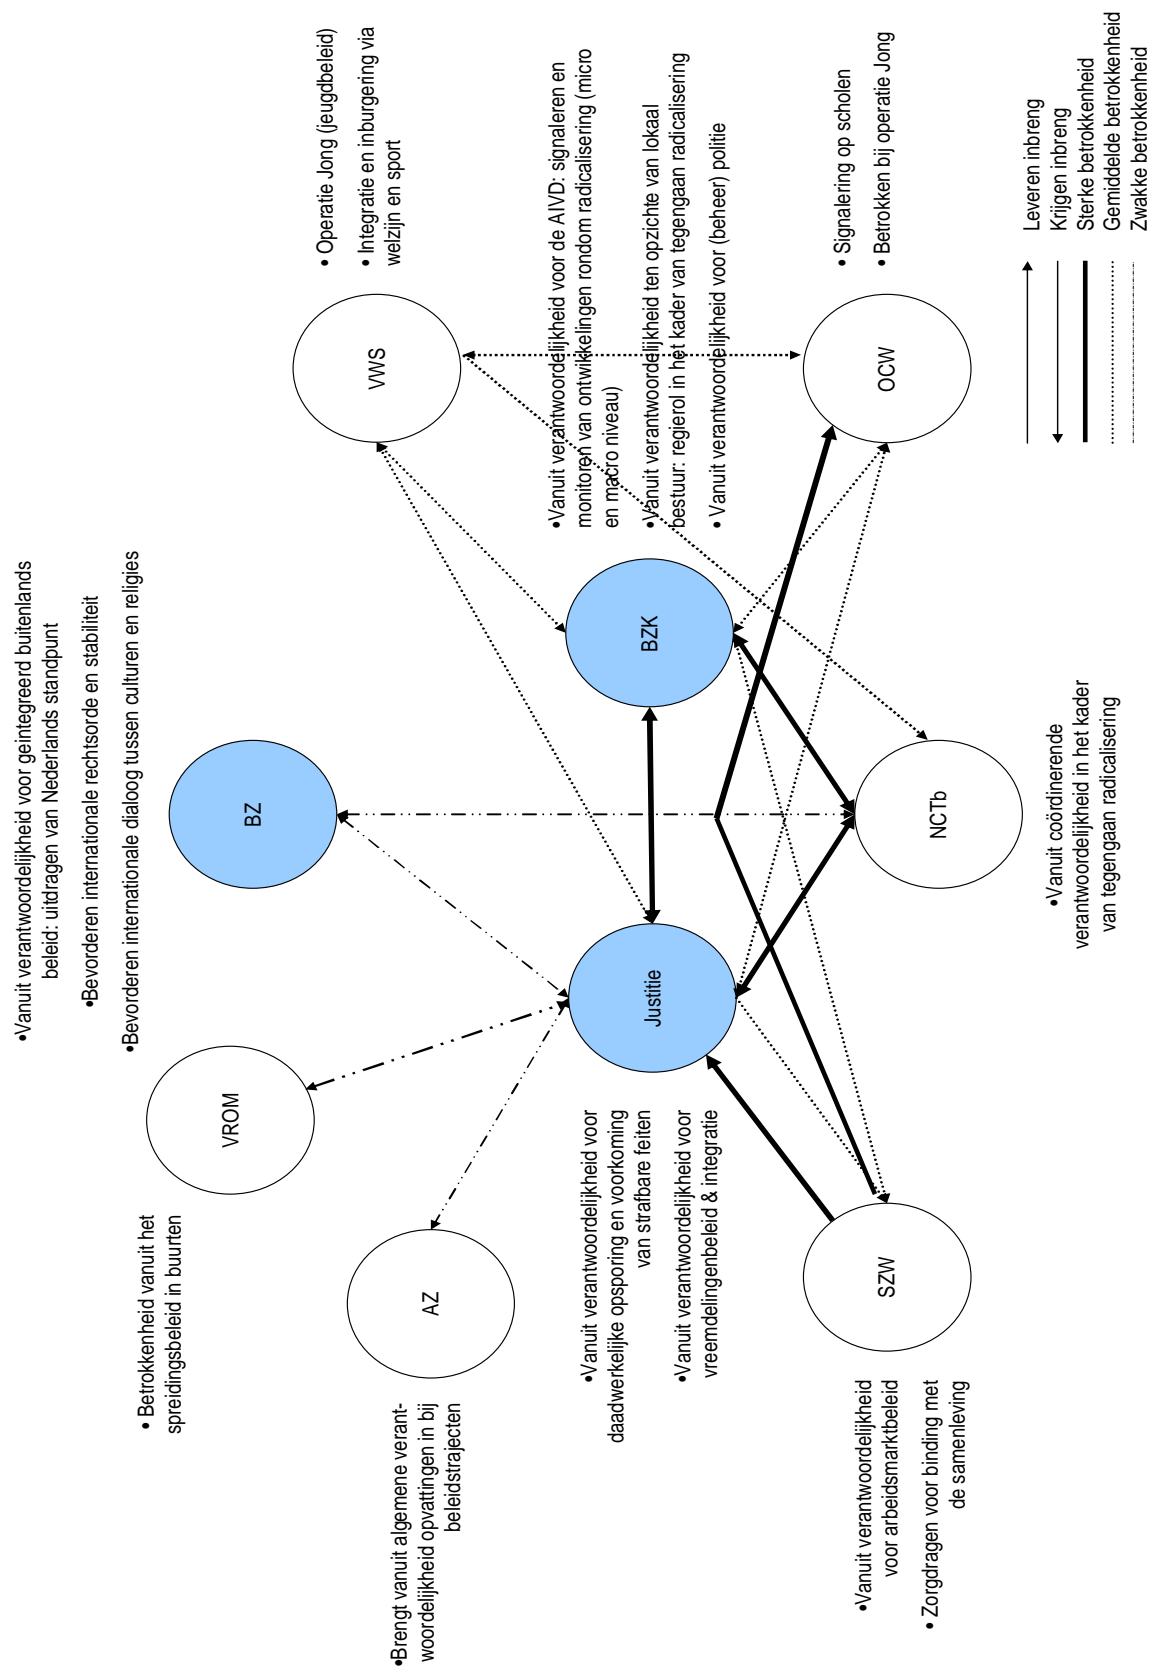 •Vanuit verantwoordelijkheid voor geintegreerd buitenlands
beleid: uitdragen van Nederlands standpunt
•Bevorderen internationale rechtsorde en stabiliteit
•Bevorderen internationale dialoog tussen culturen en religies
• Betrokkenheid vanuit het
spreidingsbeleid in buurten
VROM
BZ
VWS
• Operatie Jong (jeugdbeleid)
• Integratie en inburgering via
welzijn en sport
•Brengt vanuit algemene verant-
woordelijkheid opvattingen in bij
beleidstrajecten
AZ
•Vanuit verantwoordelijkheid voor
daadwerkelijke opsporing en voorkoming
van strafbare feiten
•Vanuit verantwoordelijkheid voor
vreemdelingenbeleid & integratie
Justitie
BZK
•Vanuit verantwoordelijkheid voor de AIVD: signaleren en
monitoren van ontwikkelingen rondom radicalisering (micro
en macro niveau)
•Vanuit verantwoordelijkheid ten opzichte van lokaal
bestuur: regierol in het kader van tegengaan radicalisering
• Vanuit verantwoordelijkheid voor (beheer) politie
•Vanuit verantwoordelijkheid
voor arbeidsmarktbeleid
• Zorgdragen voor binding met
de samenleving
SZW
NCTb
OCW
• Signalering op scholen
• Betrokken bij operatie Jong
•Vanuit coördinerende
verantwoordelijkheid in het kader
van tegengaan radicalisering
Leveren inbreng
Krijgen inbreng
Sterke betrokkenheid
Gemiddelde betrokkenheid
Zwakke betrokkenheid